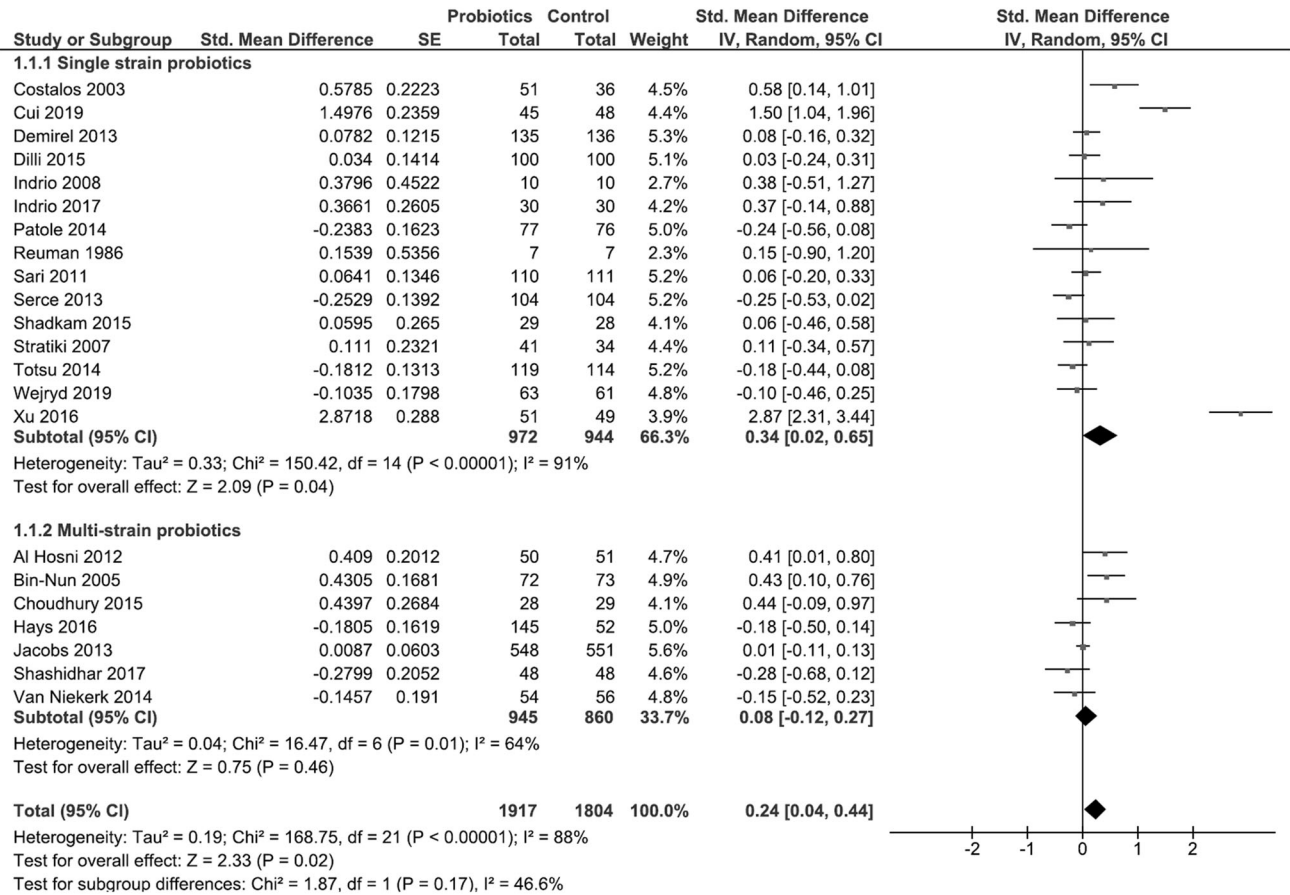 Probiotics Control Std. Mean Difference Std. Mean Difference
Study or Subgroup Std. Mean Difference SE Total Total Weight IV, Random, 95% CI IV, Random, 95% CI
1.1.1 Single strain probiotics
Costalos 2003 0.5785 0.2223 51 36 4.5% 0.58 [0.14, 1.01]
Cui 2019 1.4976 0.2359 45 48 4.4% 1.50 [1.04, 1.96]
Demirel 2013 0.0782 0.1215 135 136 5.3% 0.08 [-0.16, 0.32]
Dilli 2015 0.034 0.1414 100 100 5.1% 0.03 [-0.24, 0.31]
Indrio 2008 0.3796 0.4522 10 10 2.7% 0.38 [-0.51, 1.27]
Indrio 2017 0.3661 0.2605 30 30 4.2% 0.37 [-0.14, 0.88]
Patole 2014 -0.2383 0.1623 77 76 5.0% -0.24 [-0.56, 0.08]
Reuman 1986 0.1539 0.5356 7 7 2.3% 0.15 [-0.90, 1.20]
Sari 2011 0.0641 0.1346 110 111 5.2% 0.06 [-0.20, 0.33]
Serce 2013 -0.2529 0.1392 104 104 5.2% -0.25 [-0.53, 0.02]
Shadkam 2015 0.0595 0.265 29 28 4.1% 0.06 [-0.46, 0.58]
Stratiki 2007 0.111 0.2321 41 34 4.4% 0.11 [-0.34, 0.57]
Totsu 2014 -0.1812 0.1313 119 114 5.2% -0.18 [-0.44, 0.08]
Wejryd 2019 -0.1035 0.1798 63 61 4.8% -0.10 [-0.46, 0.25]
Xu 2016 2.8718 0.288 51 49 3.9% 2.87 [2.31, 3.44]
Subtotal (95% CI) 972 944 66.3% 0.34 [0.02, 0.65]
Heterogeneity: Tau² = 0.33; Chi² = 150.42, df = 14 (P < 0.00001); I² = 91%
Test for overall effect: Z = 2.09 (P = 0.04)
1.1.2 Multi-strain probiotics
Al Hosni 2012 0.409 0.2012 50 51 4.7% 0.41 [0.01, 0.80]
Bin-Nun 2005 0.4305 0.1681 72 73 4.9% 0.43 [0.10, 0.76]
Choudhury 2015 0.4397 0.2684 28 29 4.1% 0.44 [-0.09, 0.97]
Hays 2016 -0.1805 0.1619 145 52 5.0% -0.18 [-0.50, 0.14]
Jacobs 2013 0.0087 0.0603 548 551 5.6% 0.01 [-0.11, 0.13]
Shashidhar 2017 -0.2799 0.2052 48 48 4.6% -0.28 [-0.68, 0.12]
Van Niekerk 2014 -0.1457 0.191 54 56 4.8% -0.15 [-0.52, 0.23]
Subtotal (95% CI) 945 860 33.7% 0.08 [-0.12, 0.27]
Heterogeneity: Tau² = 0.04; Chi² = 16.47, df = 6 (P = 0.01); I² = 64%
Test for overall effect: Z = 0.75 (P = 0.46)
Total (95% CI) 1917 1804 100.0% 0.24 [0.04, 0.44]
Heterogeneity: Tau² = 0.19; Chi² = 168.75, df = 21 (P < 0.00001); I² = 88%
Test for overall effect: Z = 2.33 (P = 0.02)
Test for subgroup differences: Chi² = 1.87, df = 1 (P = 0.17), I² = 46.6%
-2 -1 0 1 2